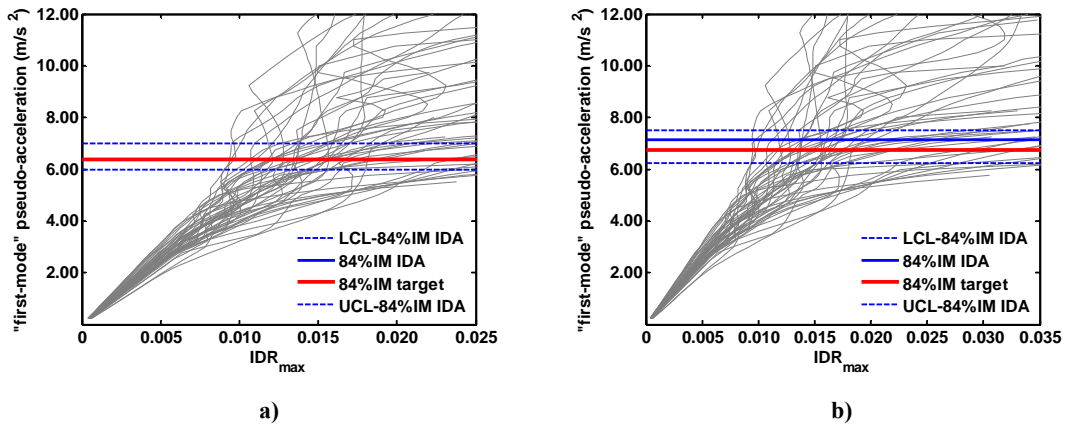 12.00
10.00
8.00
6.00
4.00
2.00
"first-mode" pseudo-acceleration (m/s 2)
LCL-84%IM IDA
84%IM IDA
84%IM target
UCL-84%IM IDA
0 0.005 0.010 0.015 0.020 0.025
IDRmax
a)
12.00
10.00
8.00
6.00
4.00
2.00
"first-mode" pseudo-acceleration (m/s 2)
LCL-84%IM IDA
84%IM IDA
84%IM target
UCL-84%IM IDA
0 0.005 0.010 0.015 0.020 0.025 0.030 0.035
IDRmax
b)